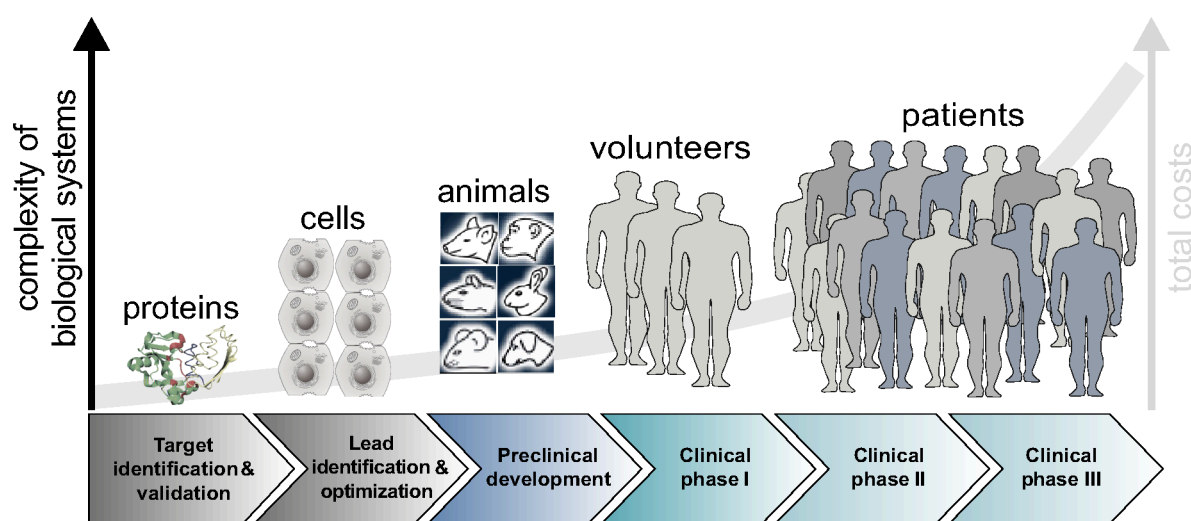 complexity of
biological systems
proteins
cells
animals
volunteers
patients
total costs
Target
identification &
validation
Lead
identification &
optimization
Preclinical
development
Clinical
phase I
Clinical
phase II
Clinical
phase III